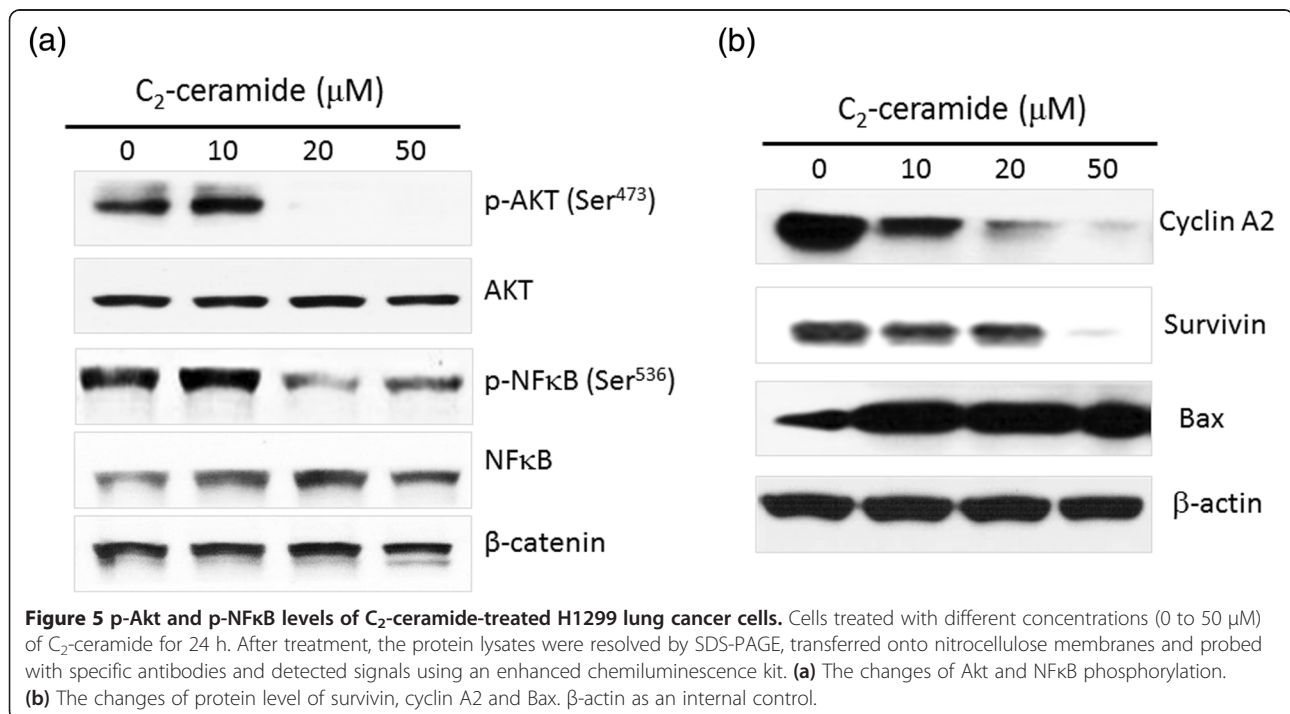 (a)
C₂-ceramide (μM)
0 10 20 50
p-AKT (Ser⁴⁷³)
AKT
p-NFκB (Ser⁵³⁶)
NFκB
β-catenin
(b)
C₂-ceramide (μM)
0 10 20 50
Cyclin A2
Survivin
Bax
β-actin
Figure 5 p-Akt and p-NFκB levels of C₂-ceramide-treated H1299 lung cancer cells. Cells treated with different concentrations (0 to 50 μM)
of C₂-ceramide for 24 h. After treatment, the protein lysates were resolved by SDS-PAGE, transferred onto nitrocellulose membranes and probed
with specific antibodies and detected signals using an enhanced chemiluminescence kit. (a) The changes of Akt and NFκB phosphorylation.
(b) The changes of protein level of survivin, cyclin A2 and Bax. β-actin as an internal control.